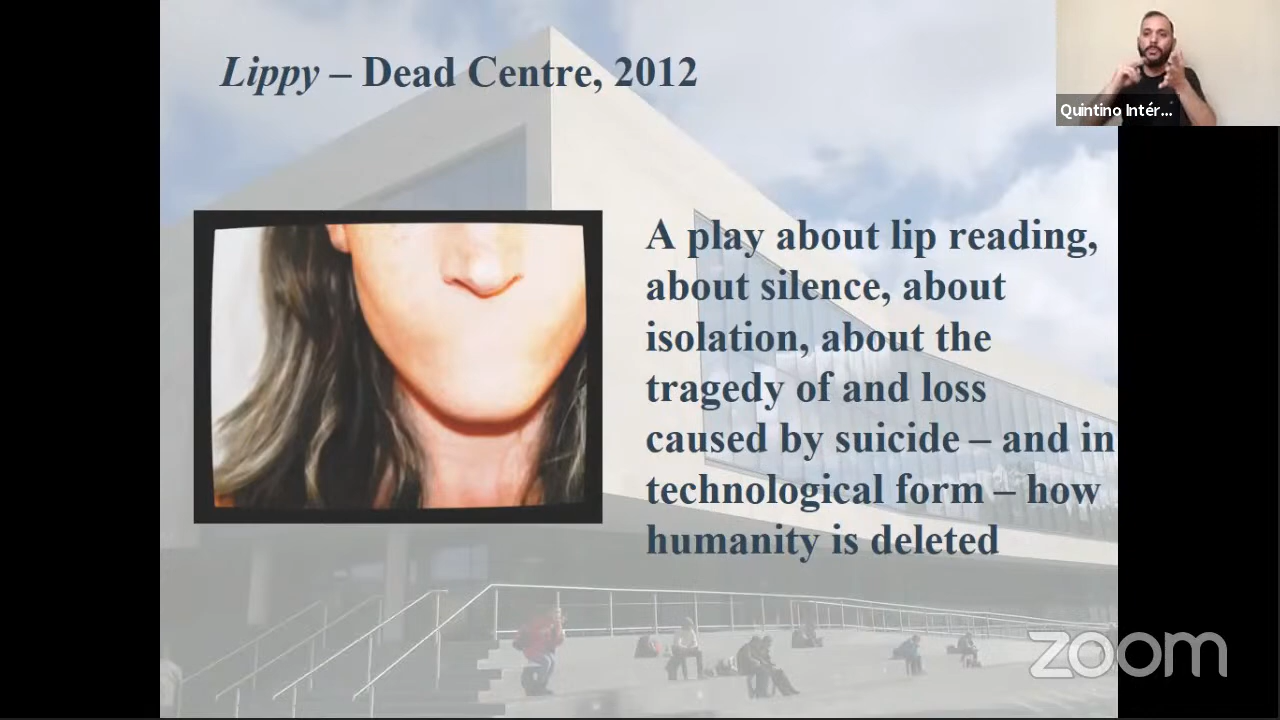 Lippy – Dead Centre, 2012
Quintino Intér...
A play about lip reading,
about silence, about
isolation, about the
tragedy of and loss
caused by suicide – and in
technological form – how
humanity is deleted
zoom